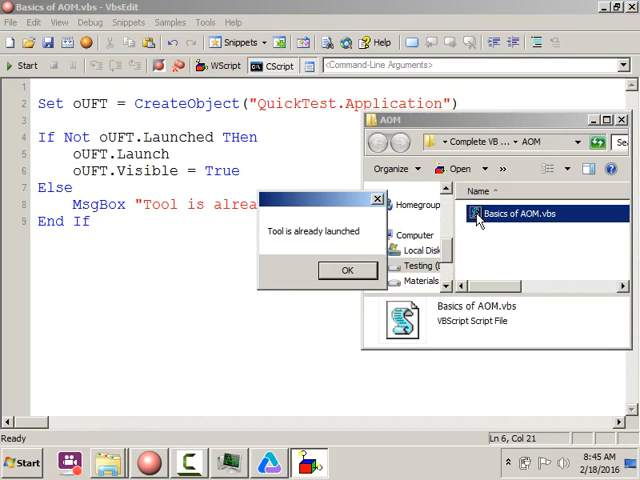 Basics of AOM.vbs - VbsEdit
File Edit View Debug Snippets Samples Tools Help
Snippets Help
Start WScript CScript <Command-Line Arguments>
1
2 Set oUFT = CreateObject("QuickTest.Application")
3
4 If Not oUFT.Launched THen
5 oUFT.Launch
6 oUFT.Visible = True
7 Else
8 MsgBox "Tool is alrea
9 End If
AOM
Complete VB ... AOM Sea
Organize Open »
Name
Homegroup
Computer
Local Disk
Testing (
Materials
Basics of AOM.vbs
Basics of AOM.vbs
VBScript Script File
Tool is already launched
OK
Ready Ln 6, Col 21
Start 8:45 AM
2/18/2016